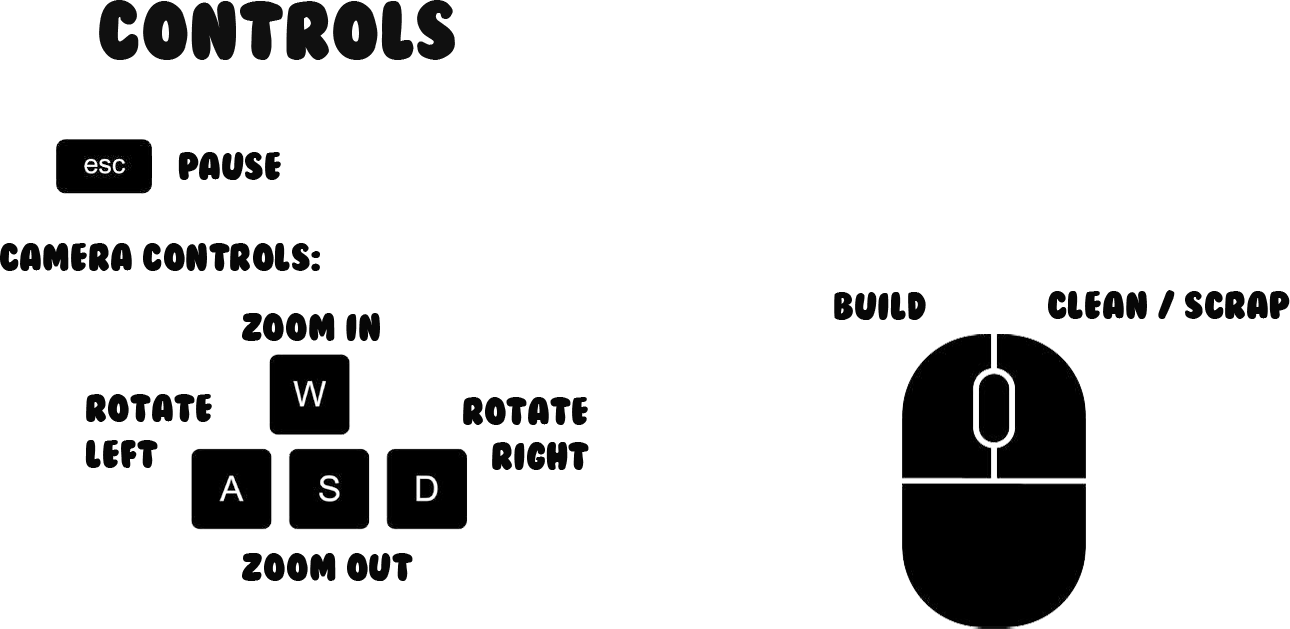 CONTROLS
esc PAUSE
CAMERA CONTROLS:
ZOOM IN
W
ROTATE
LEFT
ROTATE
RIGHT
A S D
ZOOM OUT
BUILD
CLEAN / SCRAP